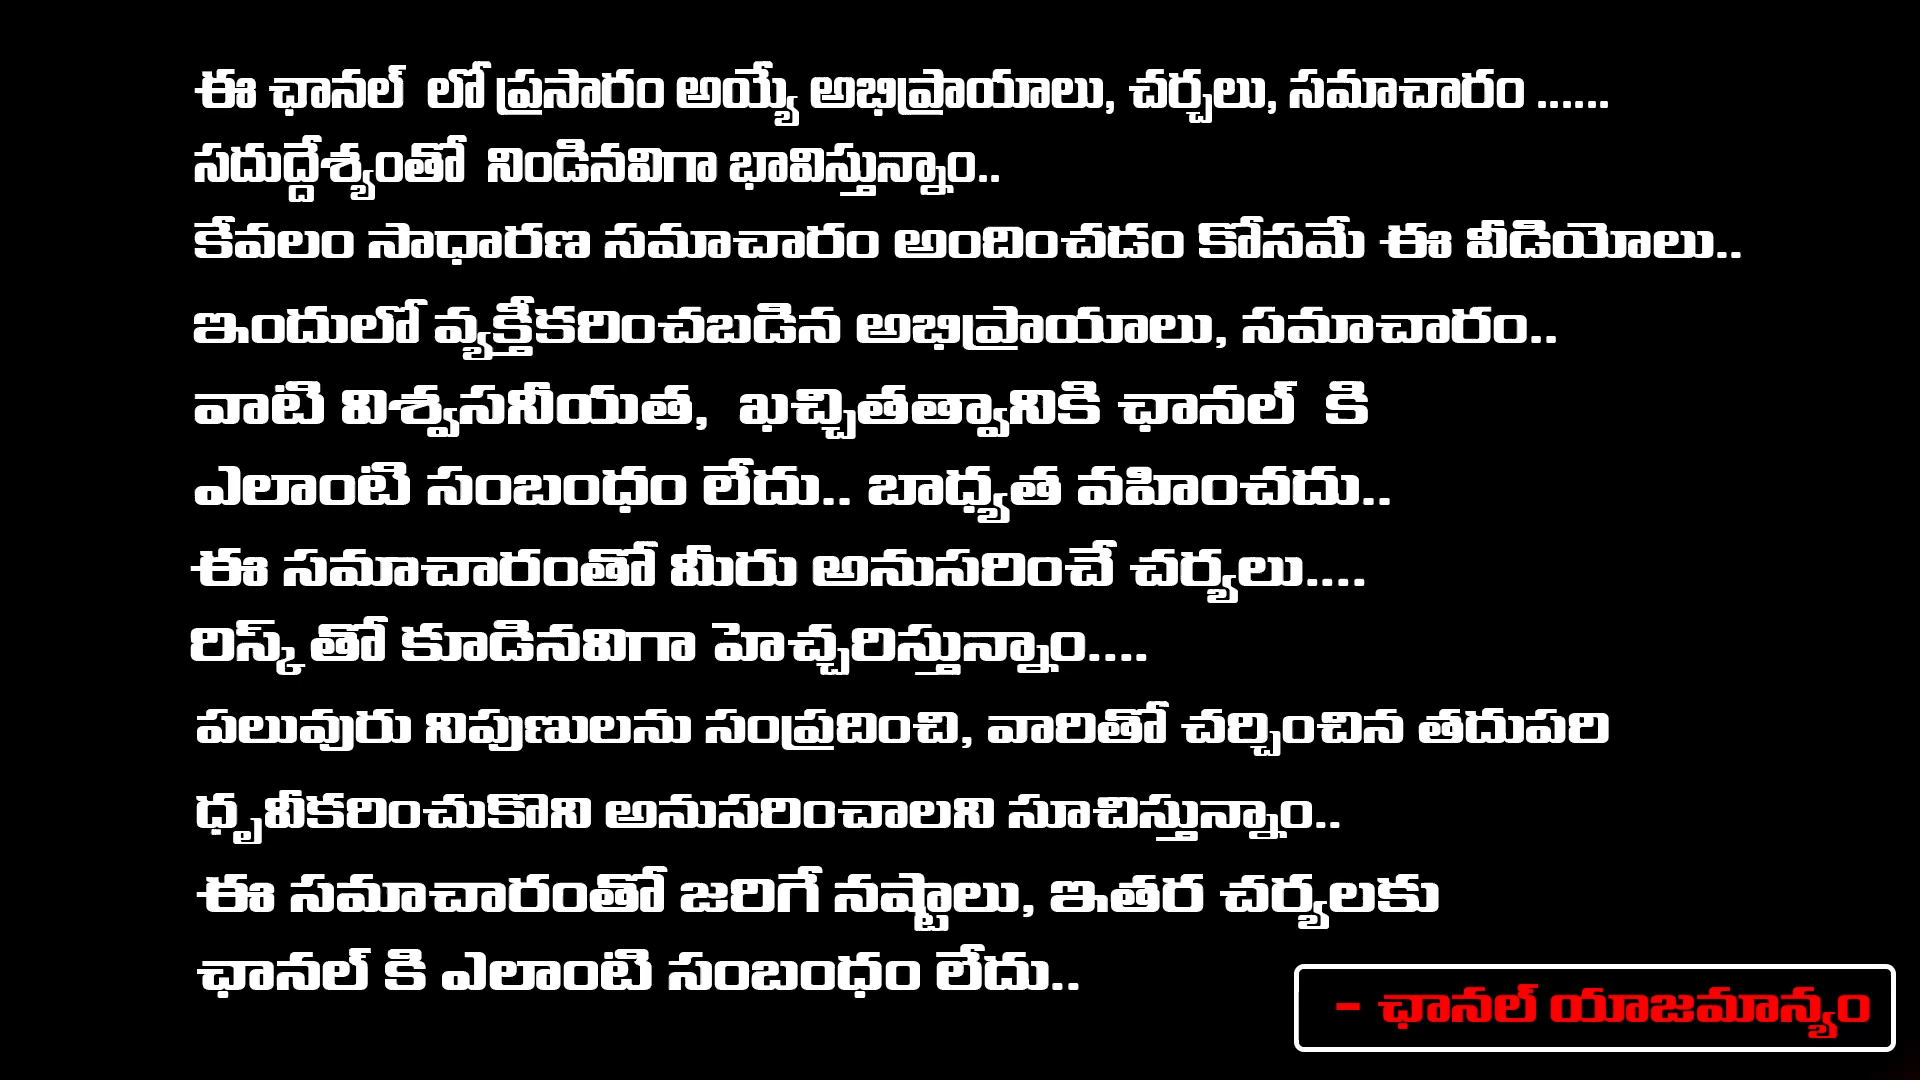 ఈ ఛానల్ లో ప్రసారం అయ్యే అభిప్రాయాలు, చర్చలు, సమాచారం ......
సదుద్దేశ్యంతో నిండినవిగా భావిస్తున్నాం..
కేవలం సాధారణ సమాచారం అందించడం కోసమే ఈ వీడియోలు..
ఇందులో వ్యక్తీకరించబడిన అభిప్రాయాలు, సమాచారం..
వాటి విశ్వసనీయత, ఖచ్చితత్వానికి ఛానల్ కి
ఎలాంటి సంబంధం లేదు.. బాధ్యత వహించదు..
ఈ సమాచారంతో మీరు అనుసరించే చర్యలు....
రిస్క్ తో కూడినవిగా హెచ్చరిస్తున్నాం....
పలువురు నిపుణులను సంప్రదించి, వారితో చర్చించిన తదుపరి
ధృవీకరించుకొని అనుసరించాలని సూచిస్తున్నాం..
ఈ సమాచారంతో జరిగే నష్టాలు, ఇతర చర్యలకు
ఛానల్ కి ఎలాంటి సంబంధం లేదు..
- ఛానల్ యాజమాన్యం